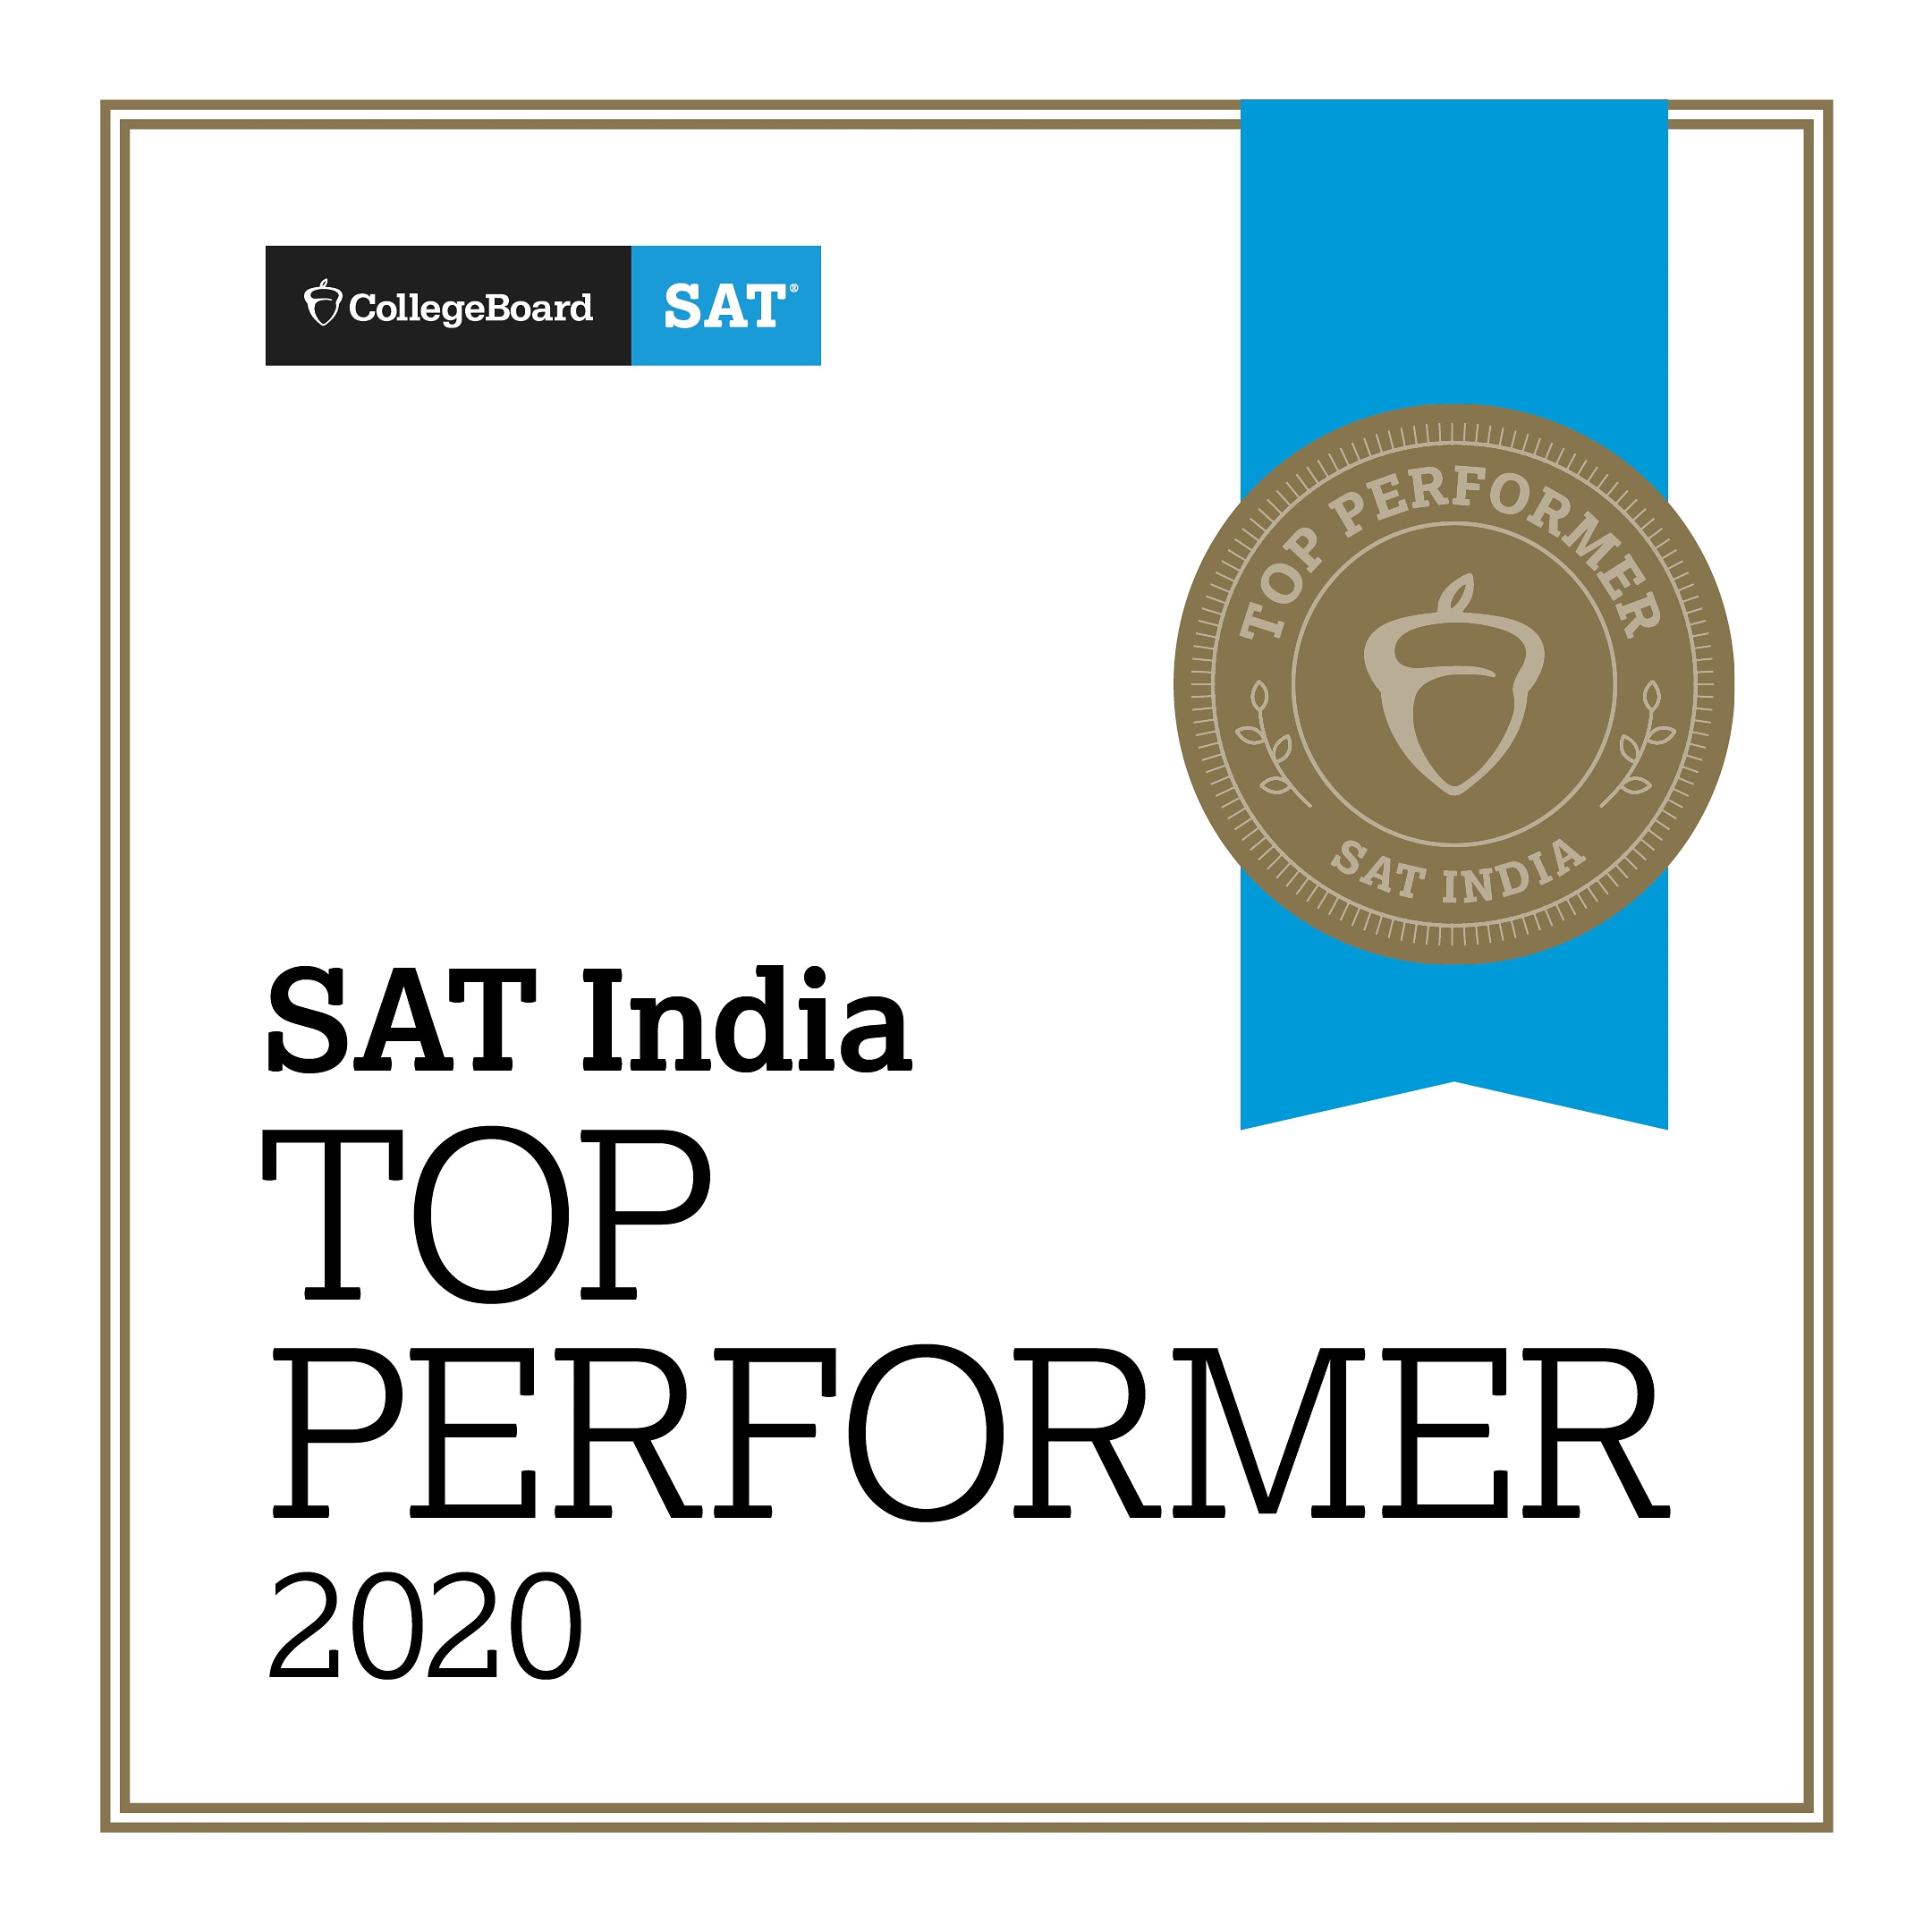 CollegeBoard SAT®
TOP PERFORMER
SAT INDIA
SAT India
TOP
PERFORMER
2020